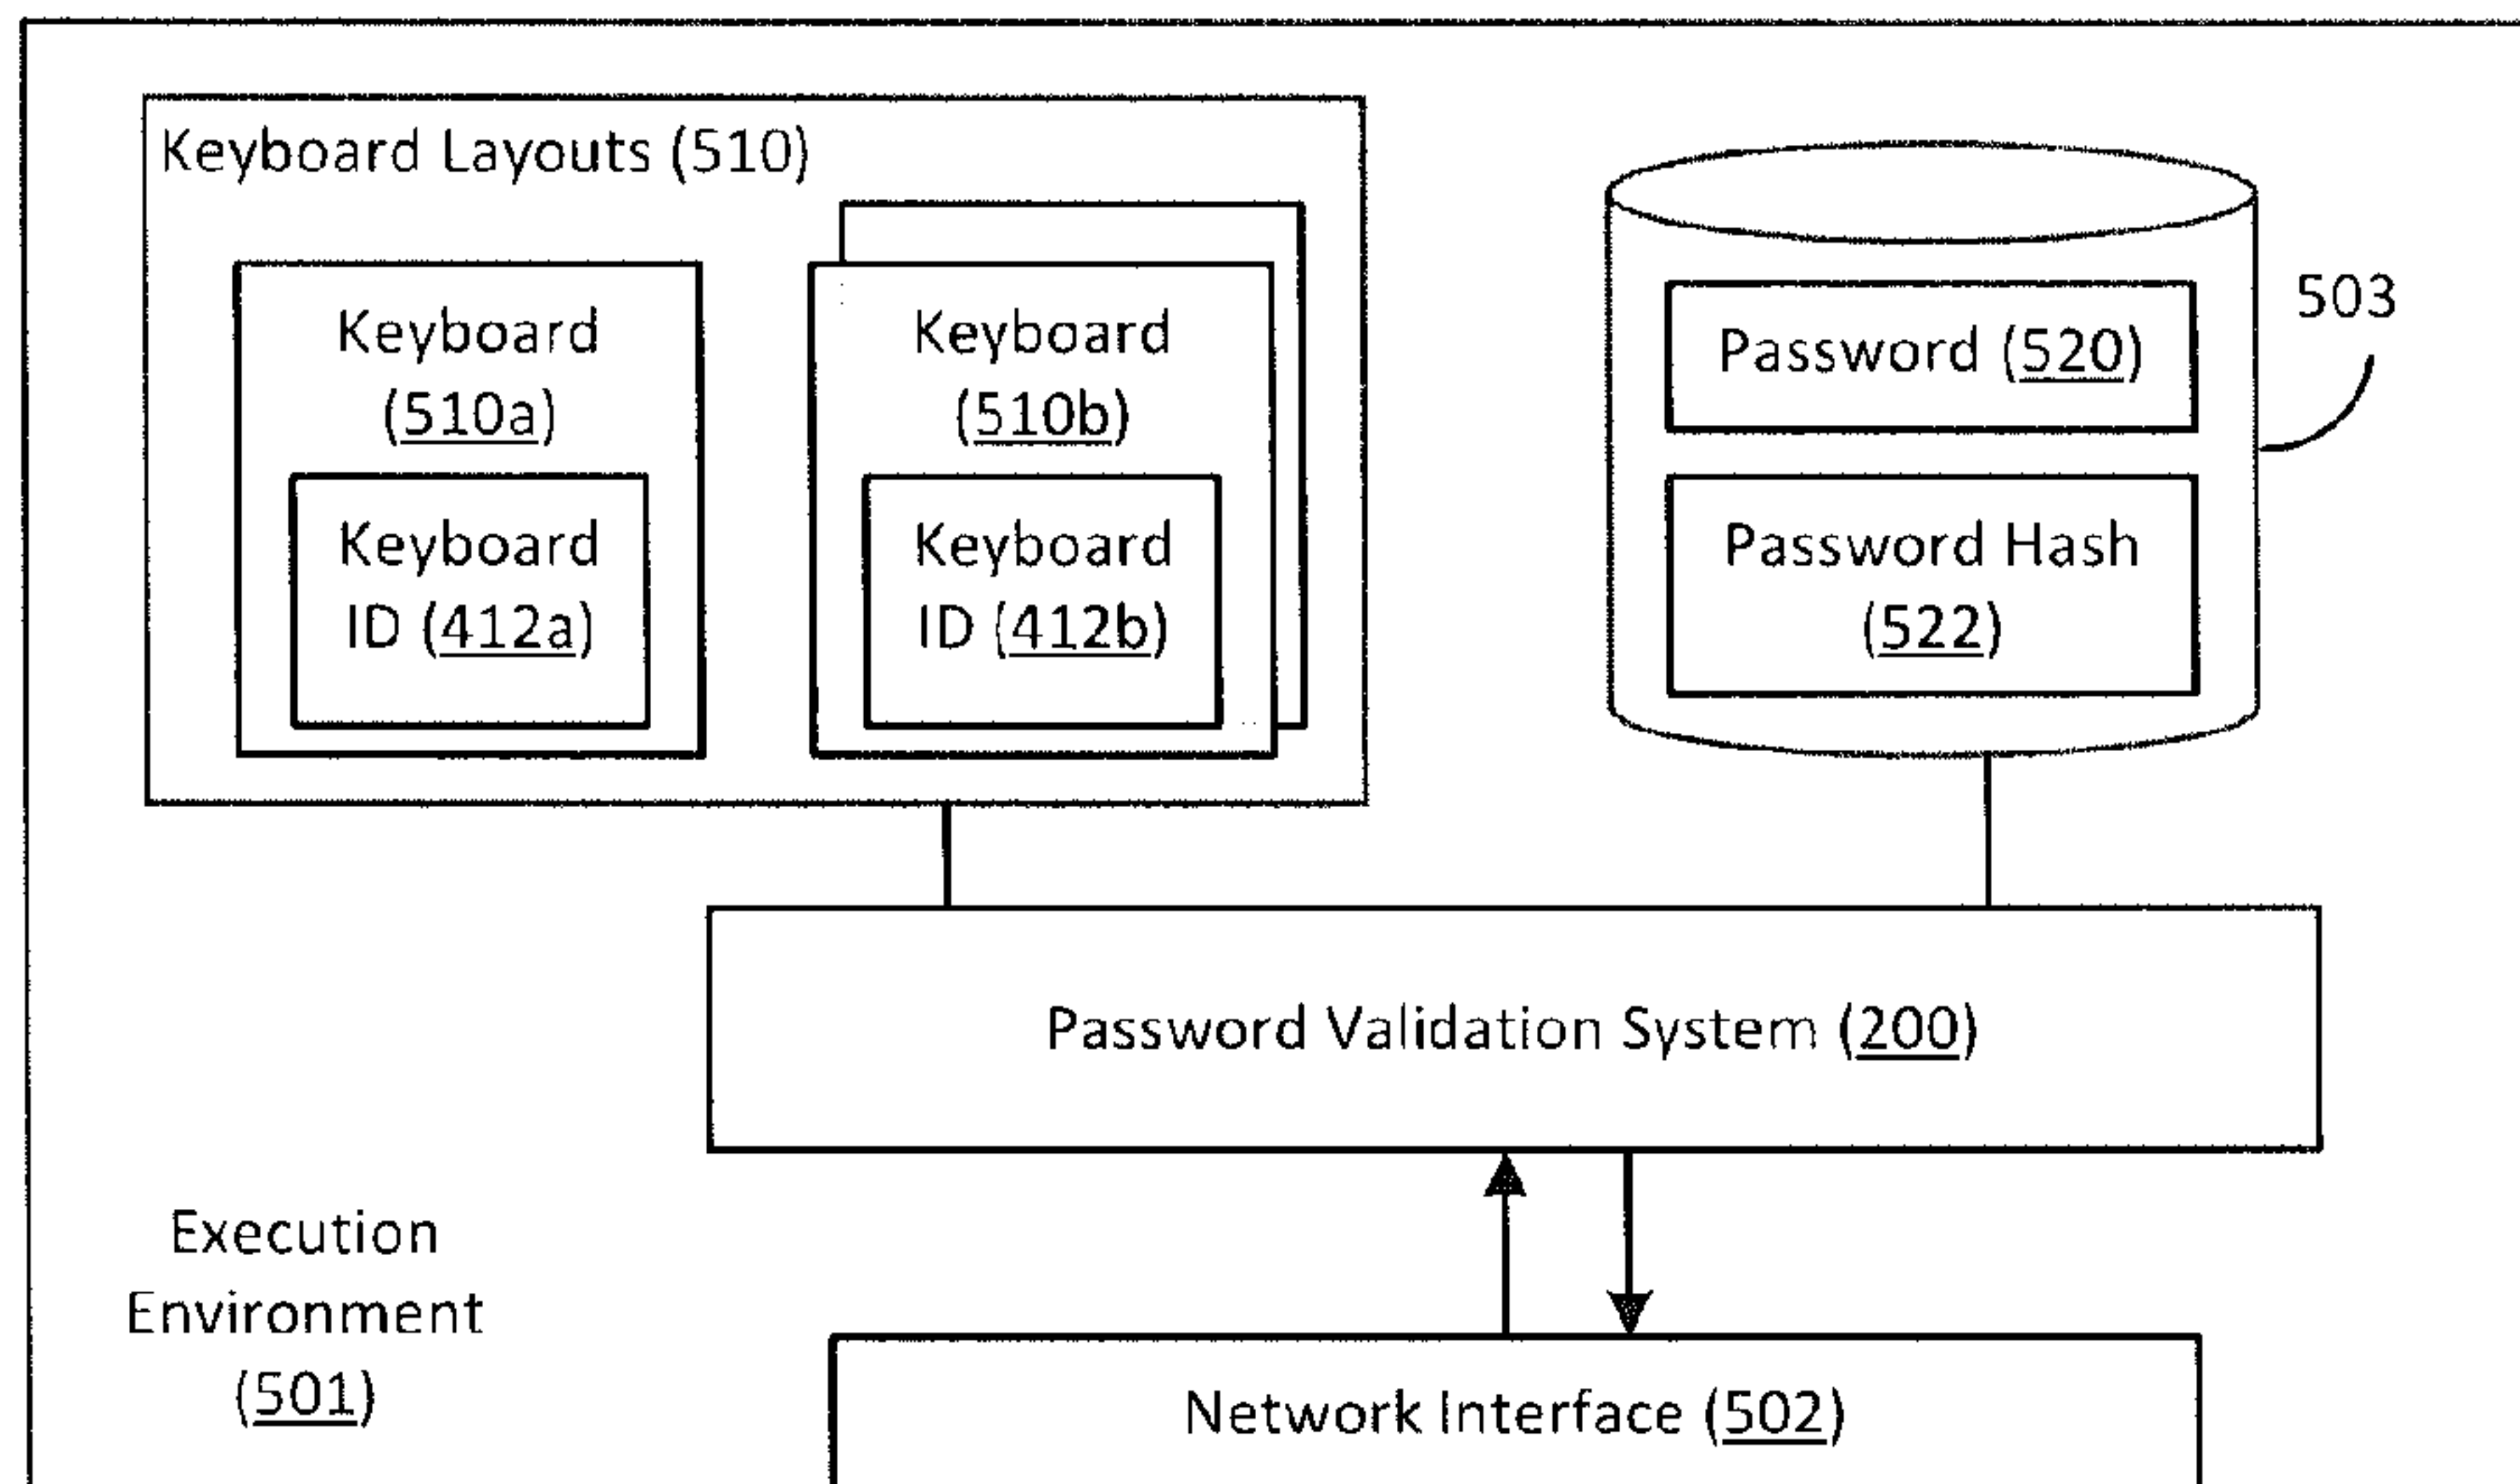 Keyboard Layouts (510)
Keyboard
(510a)
Keyboard
ID (412a)
Keyboard
(510b)
Keyboard
ID (412b)
Password (520)
Password Hash
(522)
503
Password Validation System (200)
Execution
Environment
(501)
Network Interface (502)